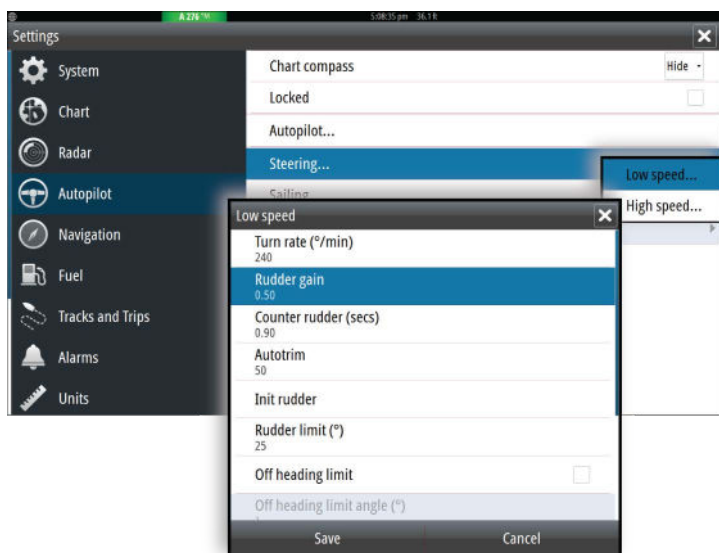 A 276 °M
5:08:35 pm 36.1 ft
Settings
System
Chart
Radar
Autopilot
Navigation
Fuel
Tracks and Trips
Alarms
Units
Chart compass
Hide
Locked
Autopilot...
Steering...
Sailing
Low speed...
High speed...
Low speed
Turn rate (°/min)
240
Rudder gain
0.50
Counter rudder (secs)
0.90
Autotrim
50
Init rudder
Rudder limit (°)
25
Off heading limit
Off heading limit angle (°)
Save
Cancel